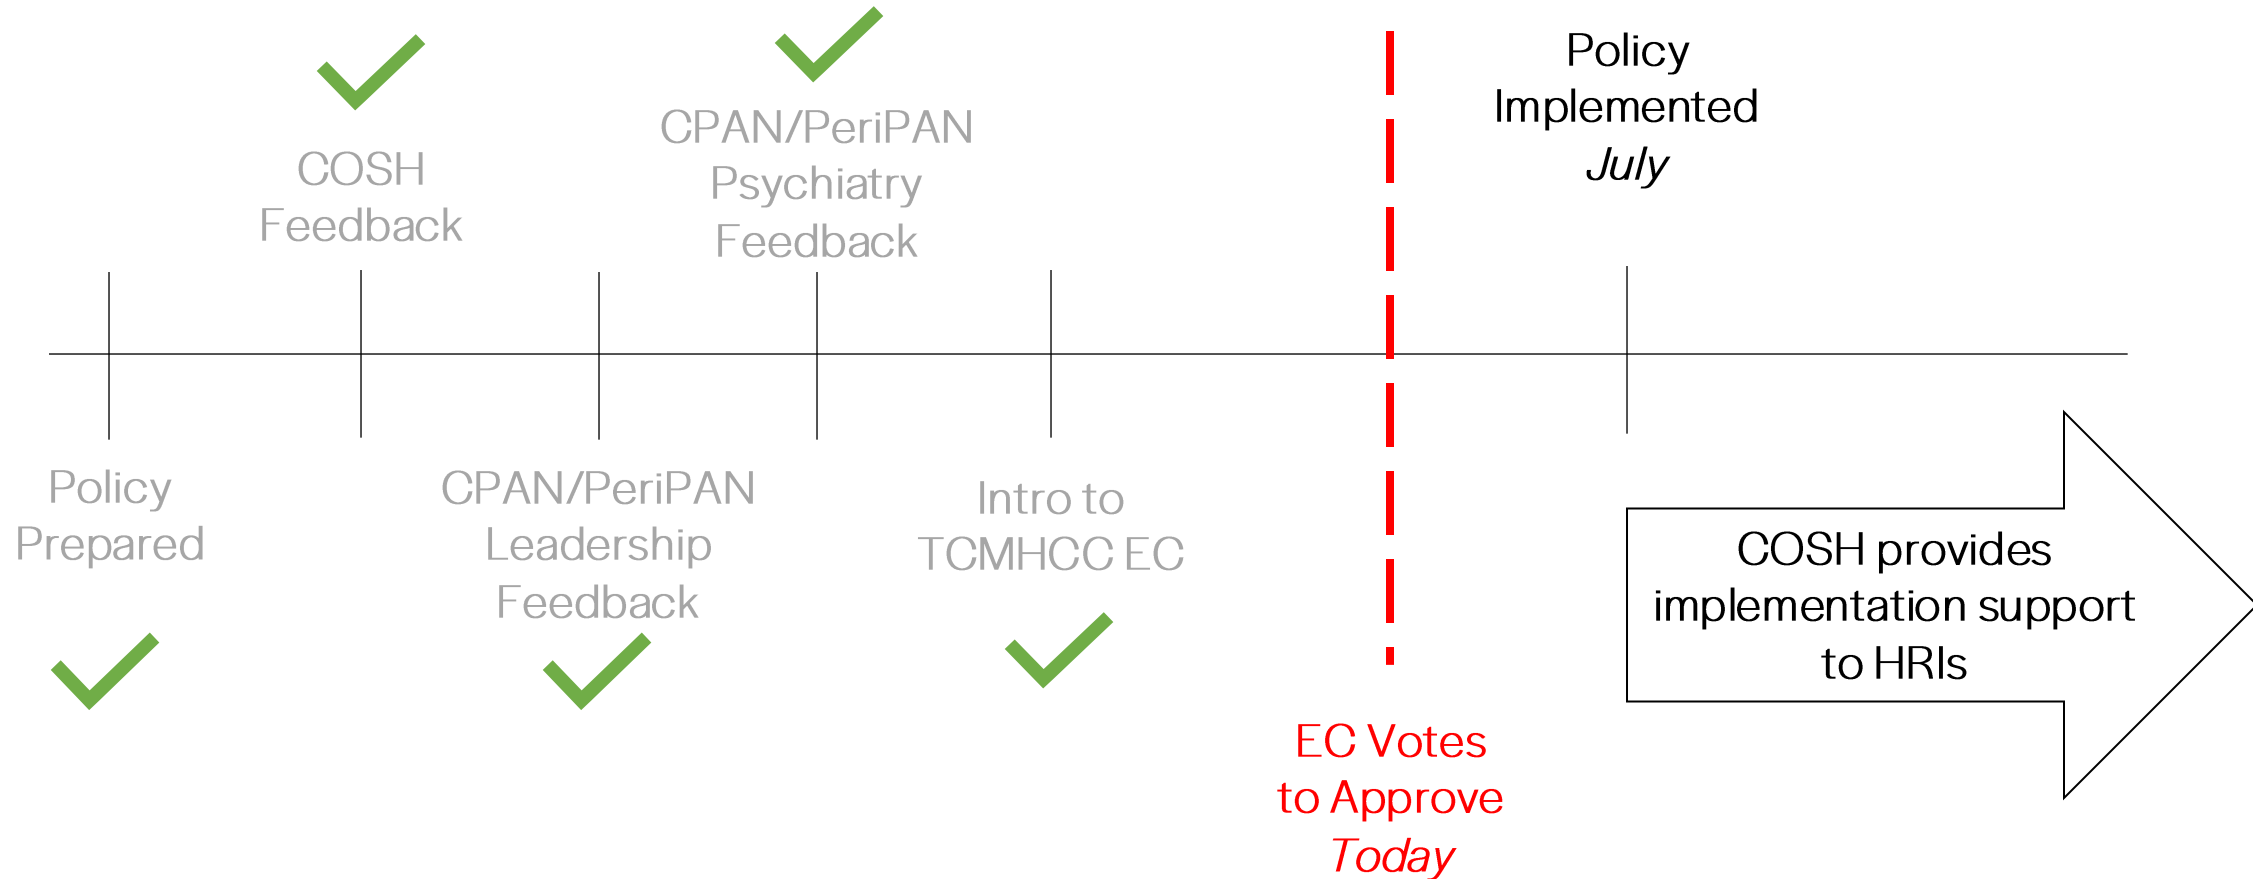 Policy
Prepared
COSH
Feedback
CPAN/PeriPAN
Leadership
Feedback
CPAN/PeriPAN
Psychiatry
Feedback
Intro to
TCMHCC EC
EC Votes
to Approve
Today
Policy
Implemented
July
COSH provides
implementation support
to HRIs